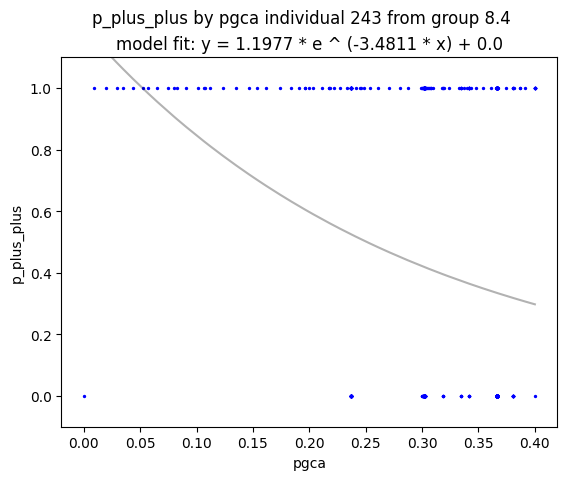 p_plus_plus by pgca individual 243 from group 8.4
model fit: y = 1.1977 * e ^ (-3.4811 * x) + 0.0
1.0
0.8
0.6
0.4
0.2
0.0
p_plus_plus
0.00 0.05 0.10 0.15 0.20 0.25 0.30 0.35 0.40
pgca